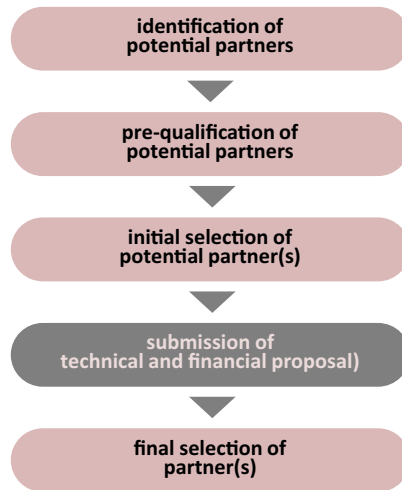 identification of
potential partners
pre-qualification of
potential partners
initial selection of
potential partner(s)
submission of
technical and financial proposal)
final selection of
partner(s)